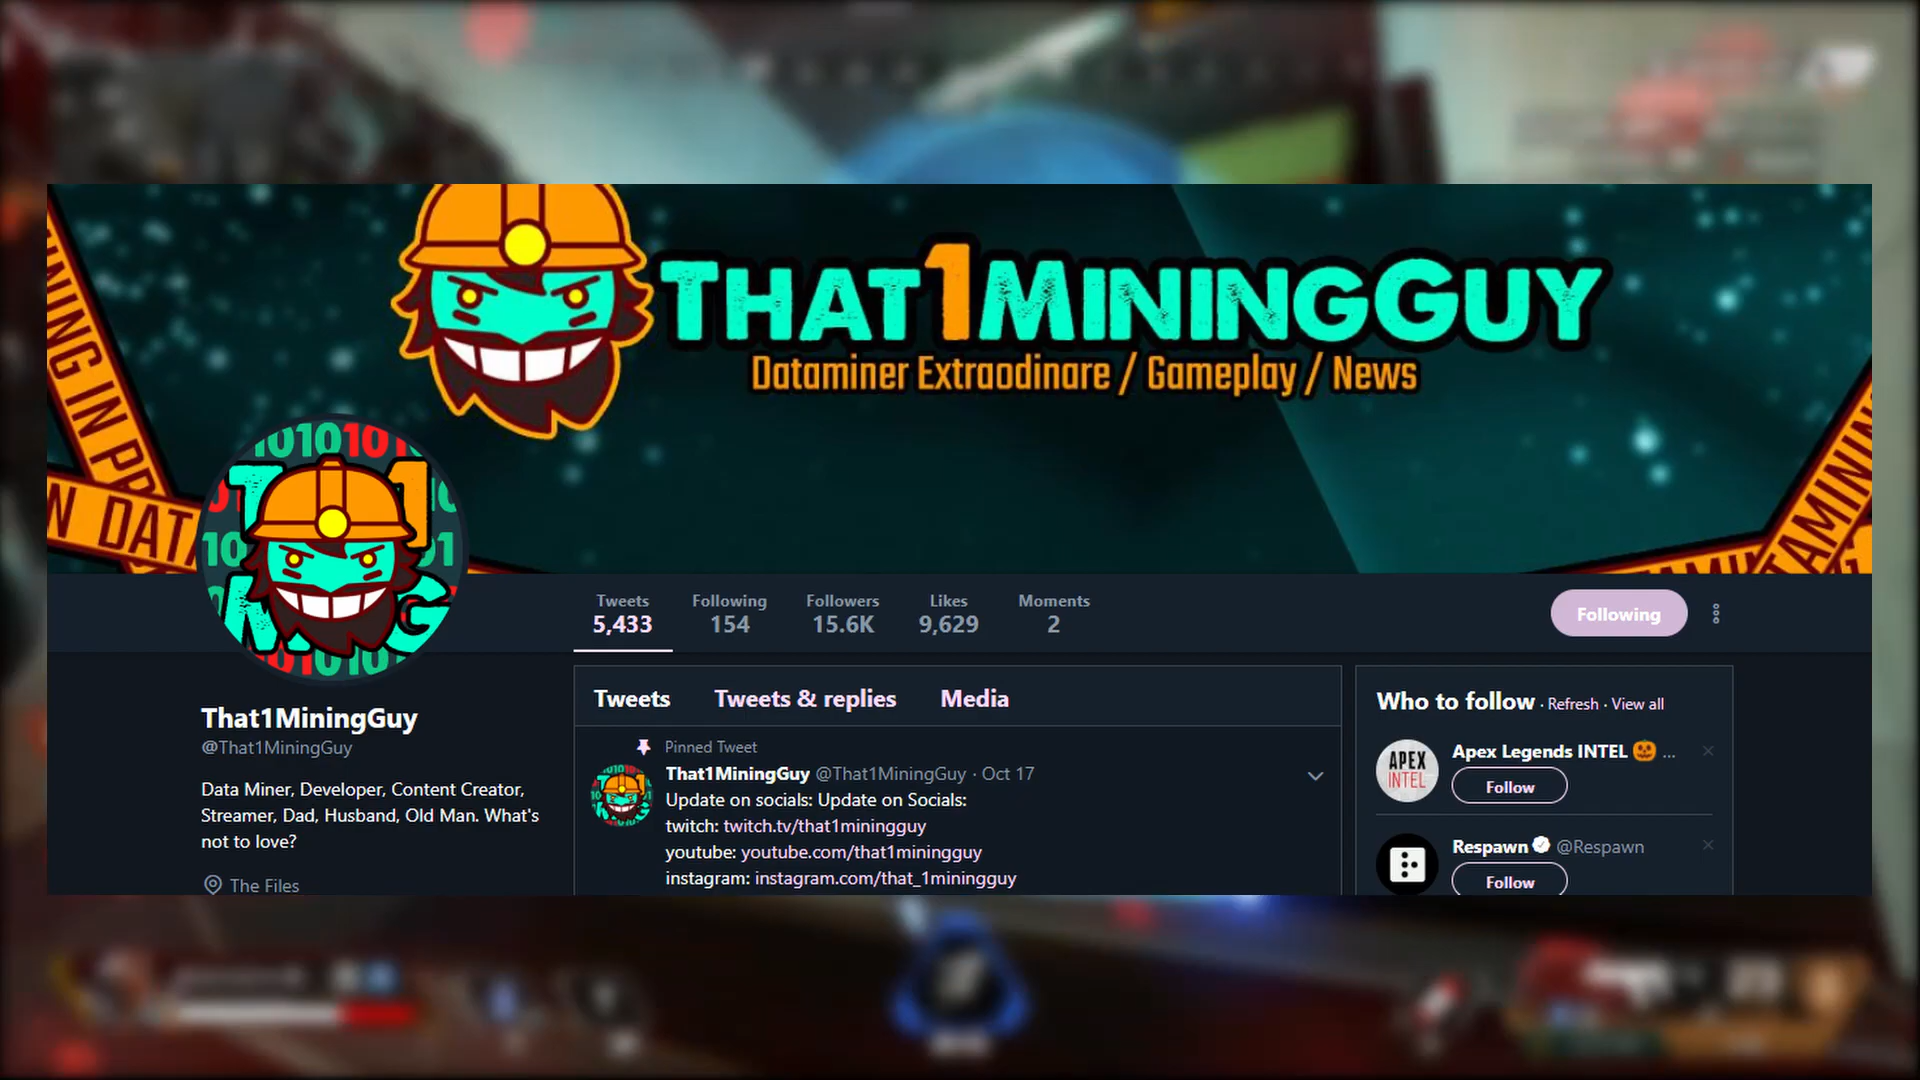 THAT1MININGGUY
Dataminer Extraodinare / Gameplay / News
Tweets
5,433
Following
154
Followers
15.6K
Likes
9,629
Moments
2
Following
That1MiningGuy
@That1MiningGuy
Data Miner, Developer, Content Creator,
Streamer, Dad, Husband, Old Man. What's
not to love?
The Files
Tweets
Tweets & replies
Media
Pinned Tweet
That1MiningGuy @That1MiningGuy · Oct 17
Update on socials: Update on Socials:
twitch: twitch.tv/that1miningguy
youtube: youtube.com/that1miningguy
instagram: instagram.com/that_1miningguy
Who to follow · Refresh · View all
APEX
INTEL
Apex Legends INTEL 🎃 ...
Follow
Respawn @Respawn
Follow